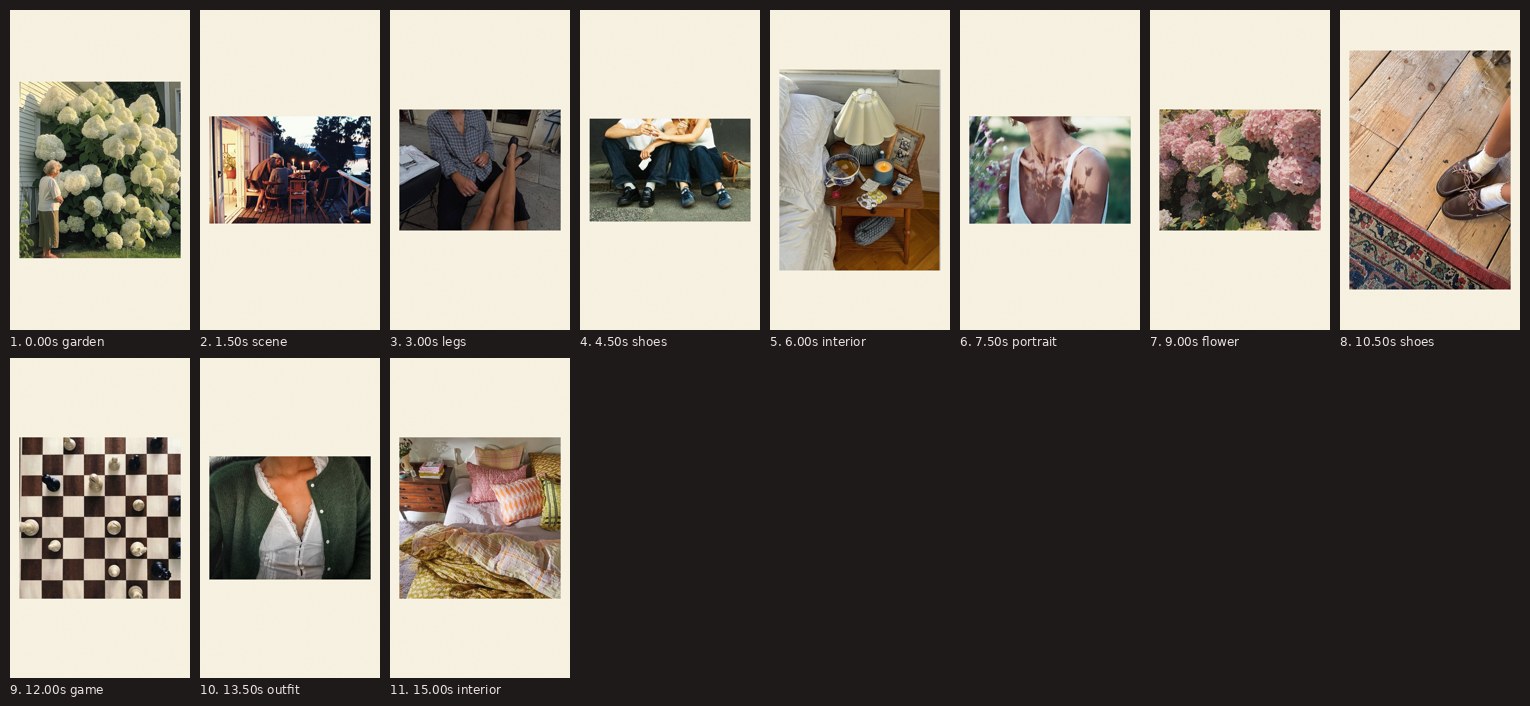 1. 0.00s garden
2. 1.50s scene
3. 3.00s legs
4. 4.50s shoes
5. 6.00s interior
6. 7.50s portrait
7. 9.00s flower
8. 10.50s shoes
9. 12.00s game
10. 13.50s outfit
11. 15.00s interior